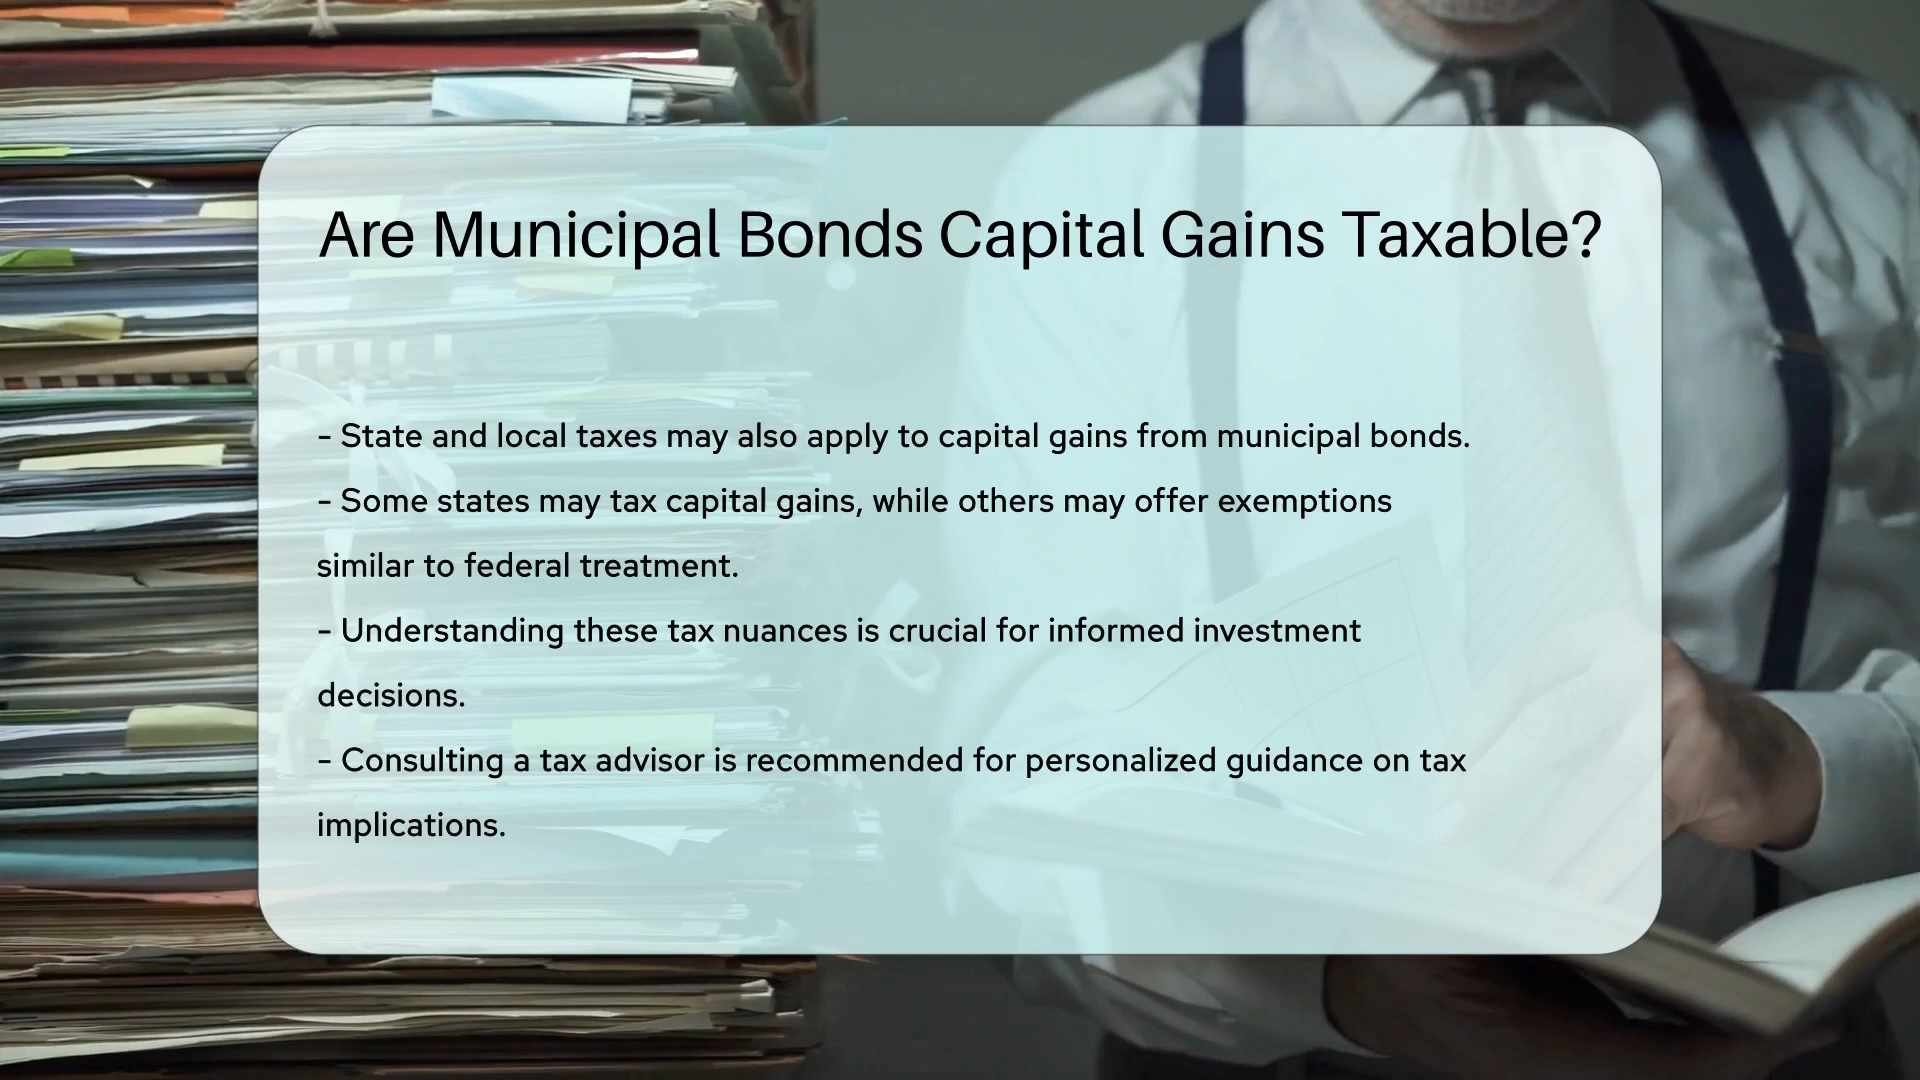 Are Municipal Bonds Capital Gains Taxable?
- State and local taxes may also apply to capital gains from municipal bonds.
- Some states may tax capital gains, while others may offer exemptions
similar to federal treatment.
- Understanding these tax nuances is crucial for informed investment
decisions.
- Consulting a tax advisor is recommended for personalized guidance on tax
implications.